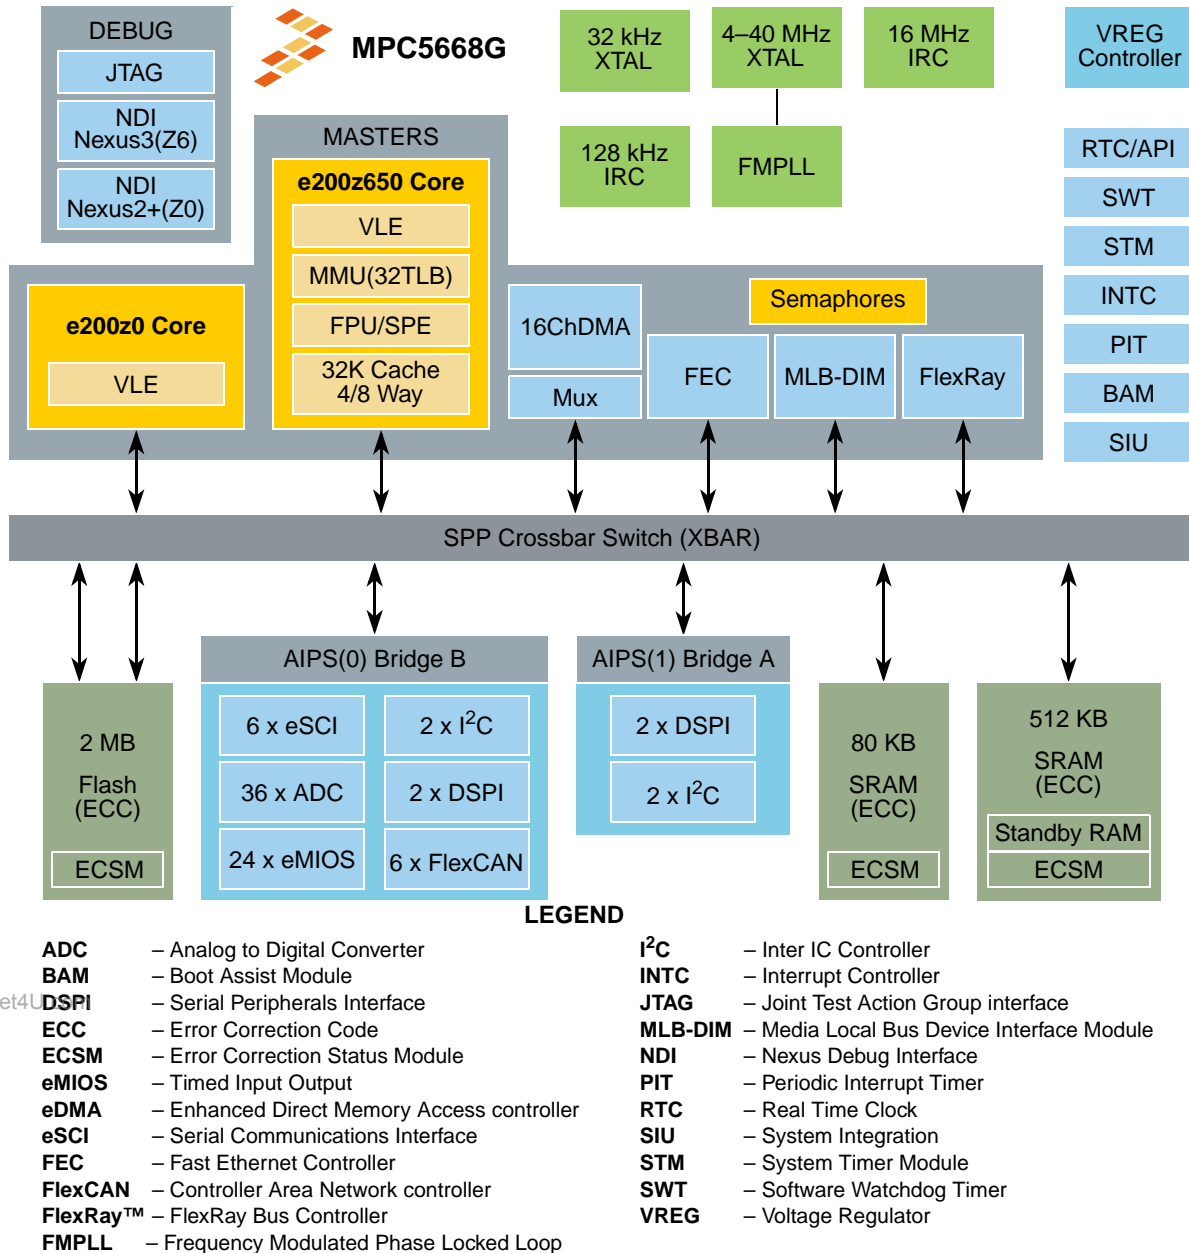 DEBUG
JTAG
NDI
Nexus3(Z6)
NDI
Nexus2+(Z0)
MPC5668G
32 kHz
XTAL
4–40 MHz
XTAL
16 MHz
IRC
128 kHz
IRC
FMPLL
VREG
Controller
RTC/API
SWT
STM
INTC
PIT
BAM
SIU
MASTERS
e200z650 Core
VLE
MMU(32TLB)
FPU/SPE
32K Cache
4/8 Way
e200z0 Core
VLE
16ChDMA
Mux
Semaphores
FEC
MLB-DIM
FlexRay
SPP Crossbar Switch (XBAR)
2 MB
Flash
(ECC)
ECSM
AIPS(0) Bridge B
6 x eSCI
2 x I²C
36 x ADC
2 x DSPI
24 x eMIOS
6 x FlexCAN
AIPS(1) Bridge A
2 x DSPI
2 x I²C
80 KB
SRAM
(ECC)
ECSM
512 KB
SRAM
(ECC)
Standby RAM
ECSM
LEGEND
ADC – Analog to Digital Converter
BAM – Boot Assist Module
DSPI – Serial Peripherals Interface
ECC – Error Correction Code
ECSM – Error Correction Status Module
eMIOS – Timed Input Output
eDMA – Enhanced Direct Memory Access controller
eSCI – Serial Communications Interface
FEC – Fast Ethernet Controller
FlexCAN – Controller Area Network controller
FlexRay™ – FlexRay Bus Controller
FMPLL – Frequency Modulated Phase Locked Loop
I²C – Inter IC Controller
INTC – Interrupt Controller
JTAG – Joint Test Action Group interface
MLB-DIM – Media Local Bus Device Interface Module
NDI – Nexus Debug Interface
PIT – Periodic Interrupt Timer
RTC – Real Time Clock
SIU – System Integration
STM – System Timer Module
SWT – Software Watchdog Timer
VREG – Voltage Regulator